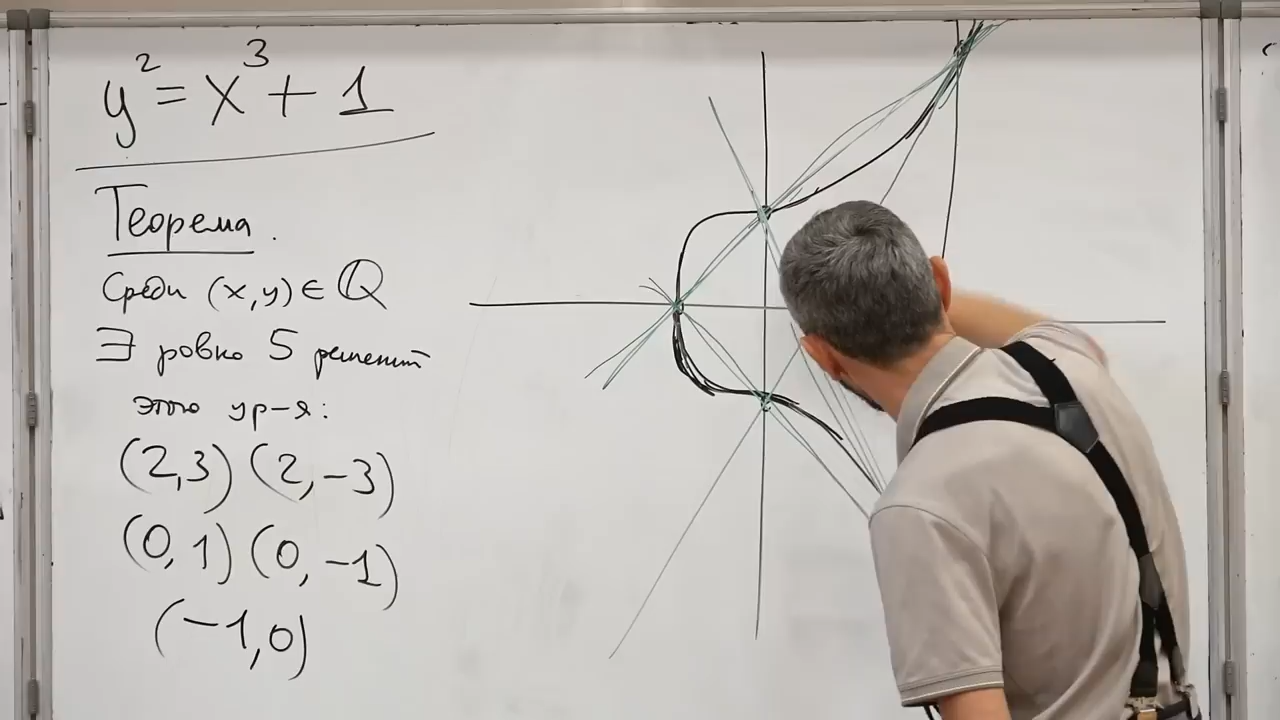 y² = x³ + 1
Теорема.
Среди (x,y) ∈ ℚ
∃ ровно 5 решений
этого ур-я:
(2,3) (2,-3)
(0,1) (0,-1)
(-1,0)